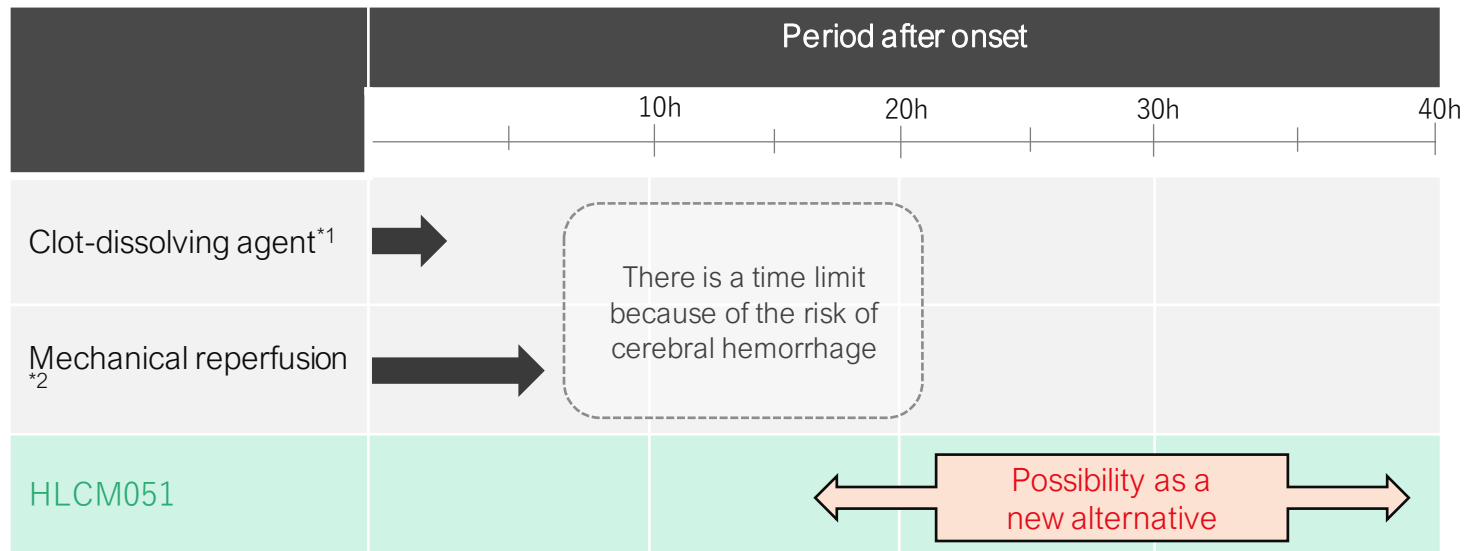 Period after onset
10h 20h 30h 40h
Clot-dissolving agent*1
There is a time limit
because of the risk of
cerebral hemorrhage
Mechanical reperfusion
*2
HLCM051
Possibility as a
new alternative